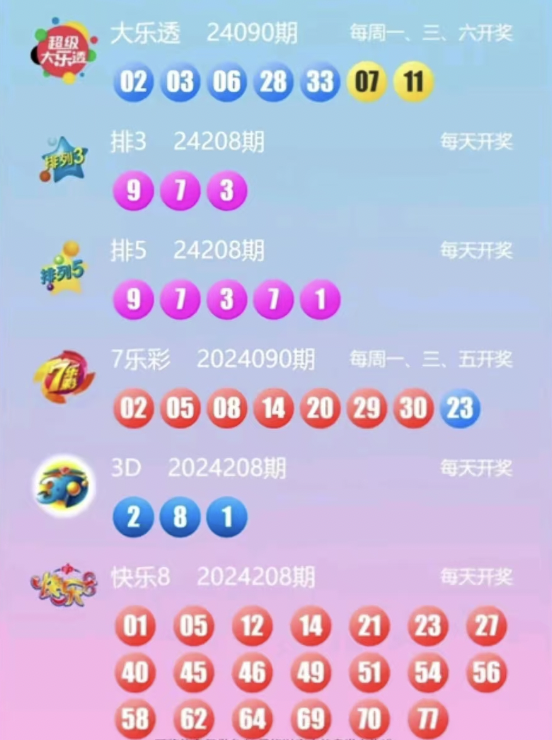 超级
大乐透
大乐透 24090期 每周一、三、六开奖
02 03 06 28 33 07 11
排列3
排3 24208期 每天开奖
9 7 3
排列5
排5 24208期 每天开奖
9 7 3 7 1
7乐彩
7乐彩 2024090期 每周一、三、五开奖
02 05 08 14 20 29 30 23
3D
3D 2024208期 每天开奖
2 8 1
快乐8
快乐8 2024208期 每天开奖
01 05 12 14 21 23 27
40 45 46 49 51 54 56
58 62 64 69 70 77